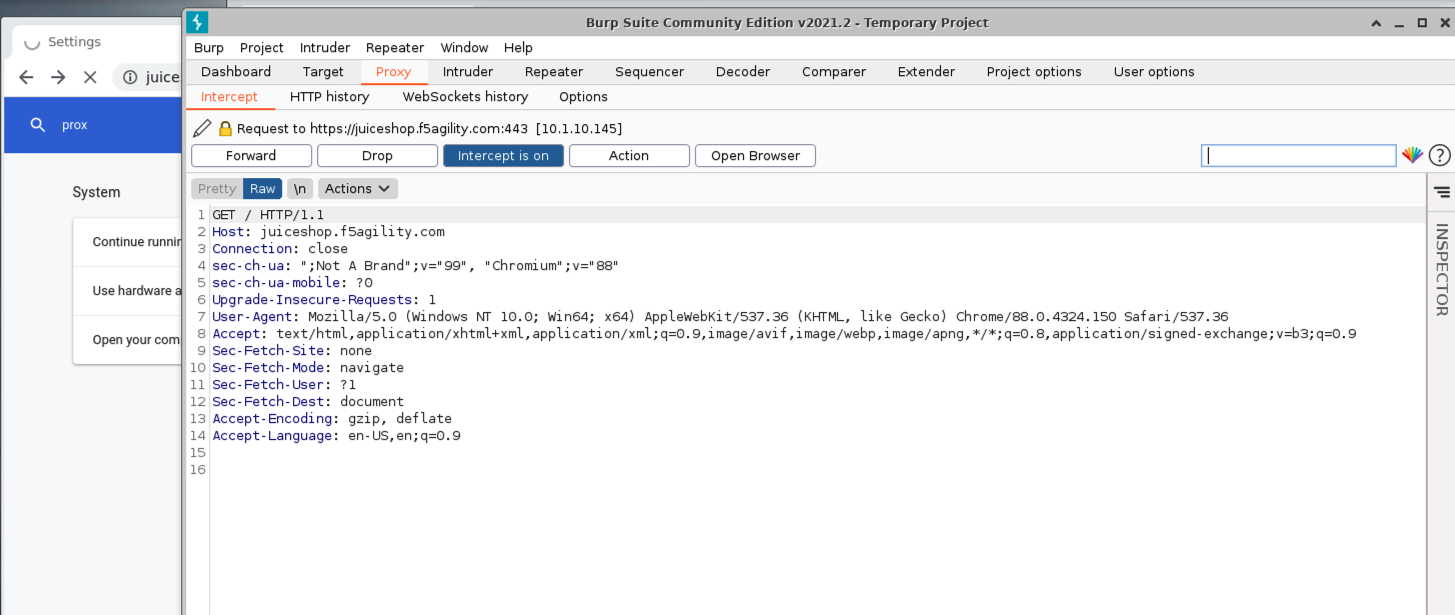 Burp Suite Community Edition v2021.2 - Temporary Project
Settings
juice
prox
System
Continue runnin
Use hardware a
Open your com
Burp Project Intruder Repeater Window Help
Dashboard Target Proxy Intruder Repeater Sequencer Decoder Comparer Extender Project options User options
Intercept HTTP history WebSockets history Options
Request to https://juiceshop.f5agility.com:443 [10.1.10.145]
Forward Drop Intercept is on Action Open Browser ?
Pretty Raw \n Actions
1 GET / HTTP/1.1
2 Host: juiceshop.f5agility.com
3 Connection: close
4 sec-ch-ua: ";Not A Brand";v="99", "Chromium";v="88"
5 sec-ch-ua-mobile: ?0
6 Upgrade-Insecure-Requests: 1
7 User-Agent: Mozilla/5.0 (Windows NT 10.0; Win64; x64) AppleWebKit/537.36 (KHTML, like Gecko) Chrome/88.0.4324.150 Safari/537.36
8 Accept: text/html,application/xhtml+xml,application/xml;q=0.9,image/avif,image/webp,image/apng,*/*;q=0.8,application/signed-exchange;v=b3;q=0.9
9 Sec-Fetch-Site: none
10 Sec-Fetch-Mode: navigate
11 Sec-Fetch-User: ?1
12 Sec-Fetch-Dest: document
13 Accept-Encoding: gzip, deflate
14 Accept-Language: en-US,en;q=0.9
15
16
INSPECTOR